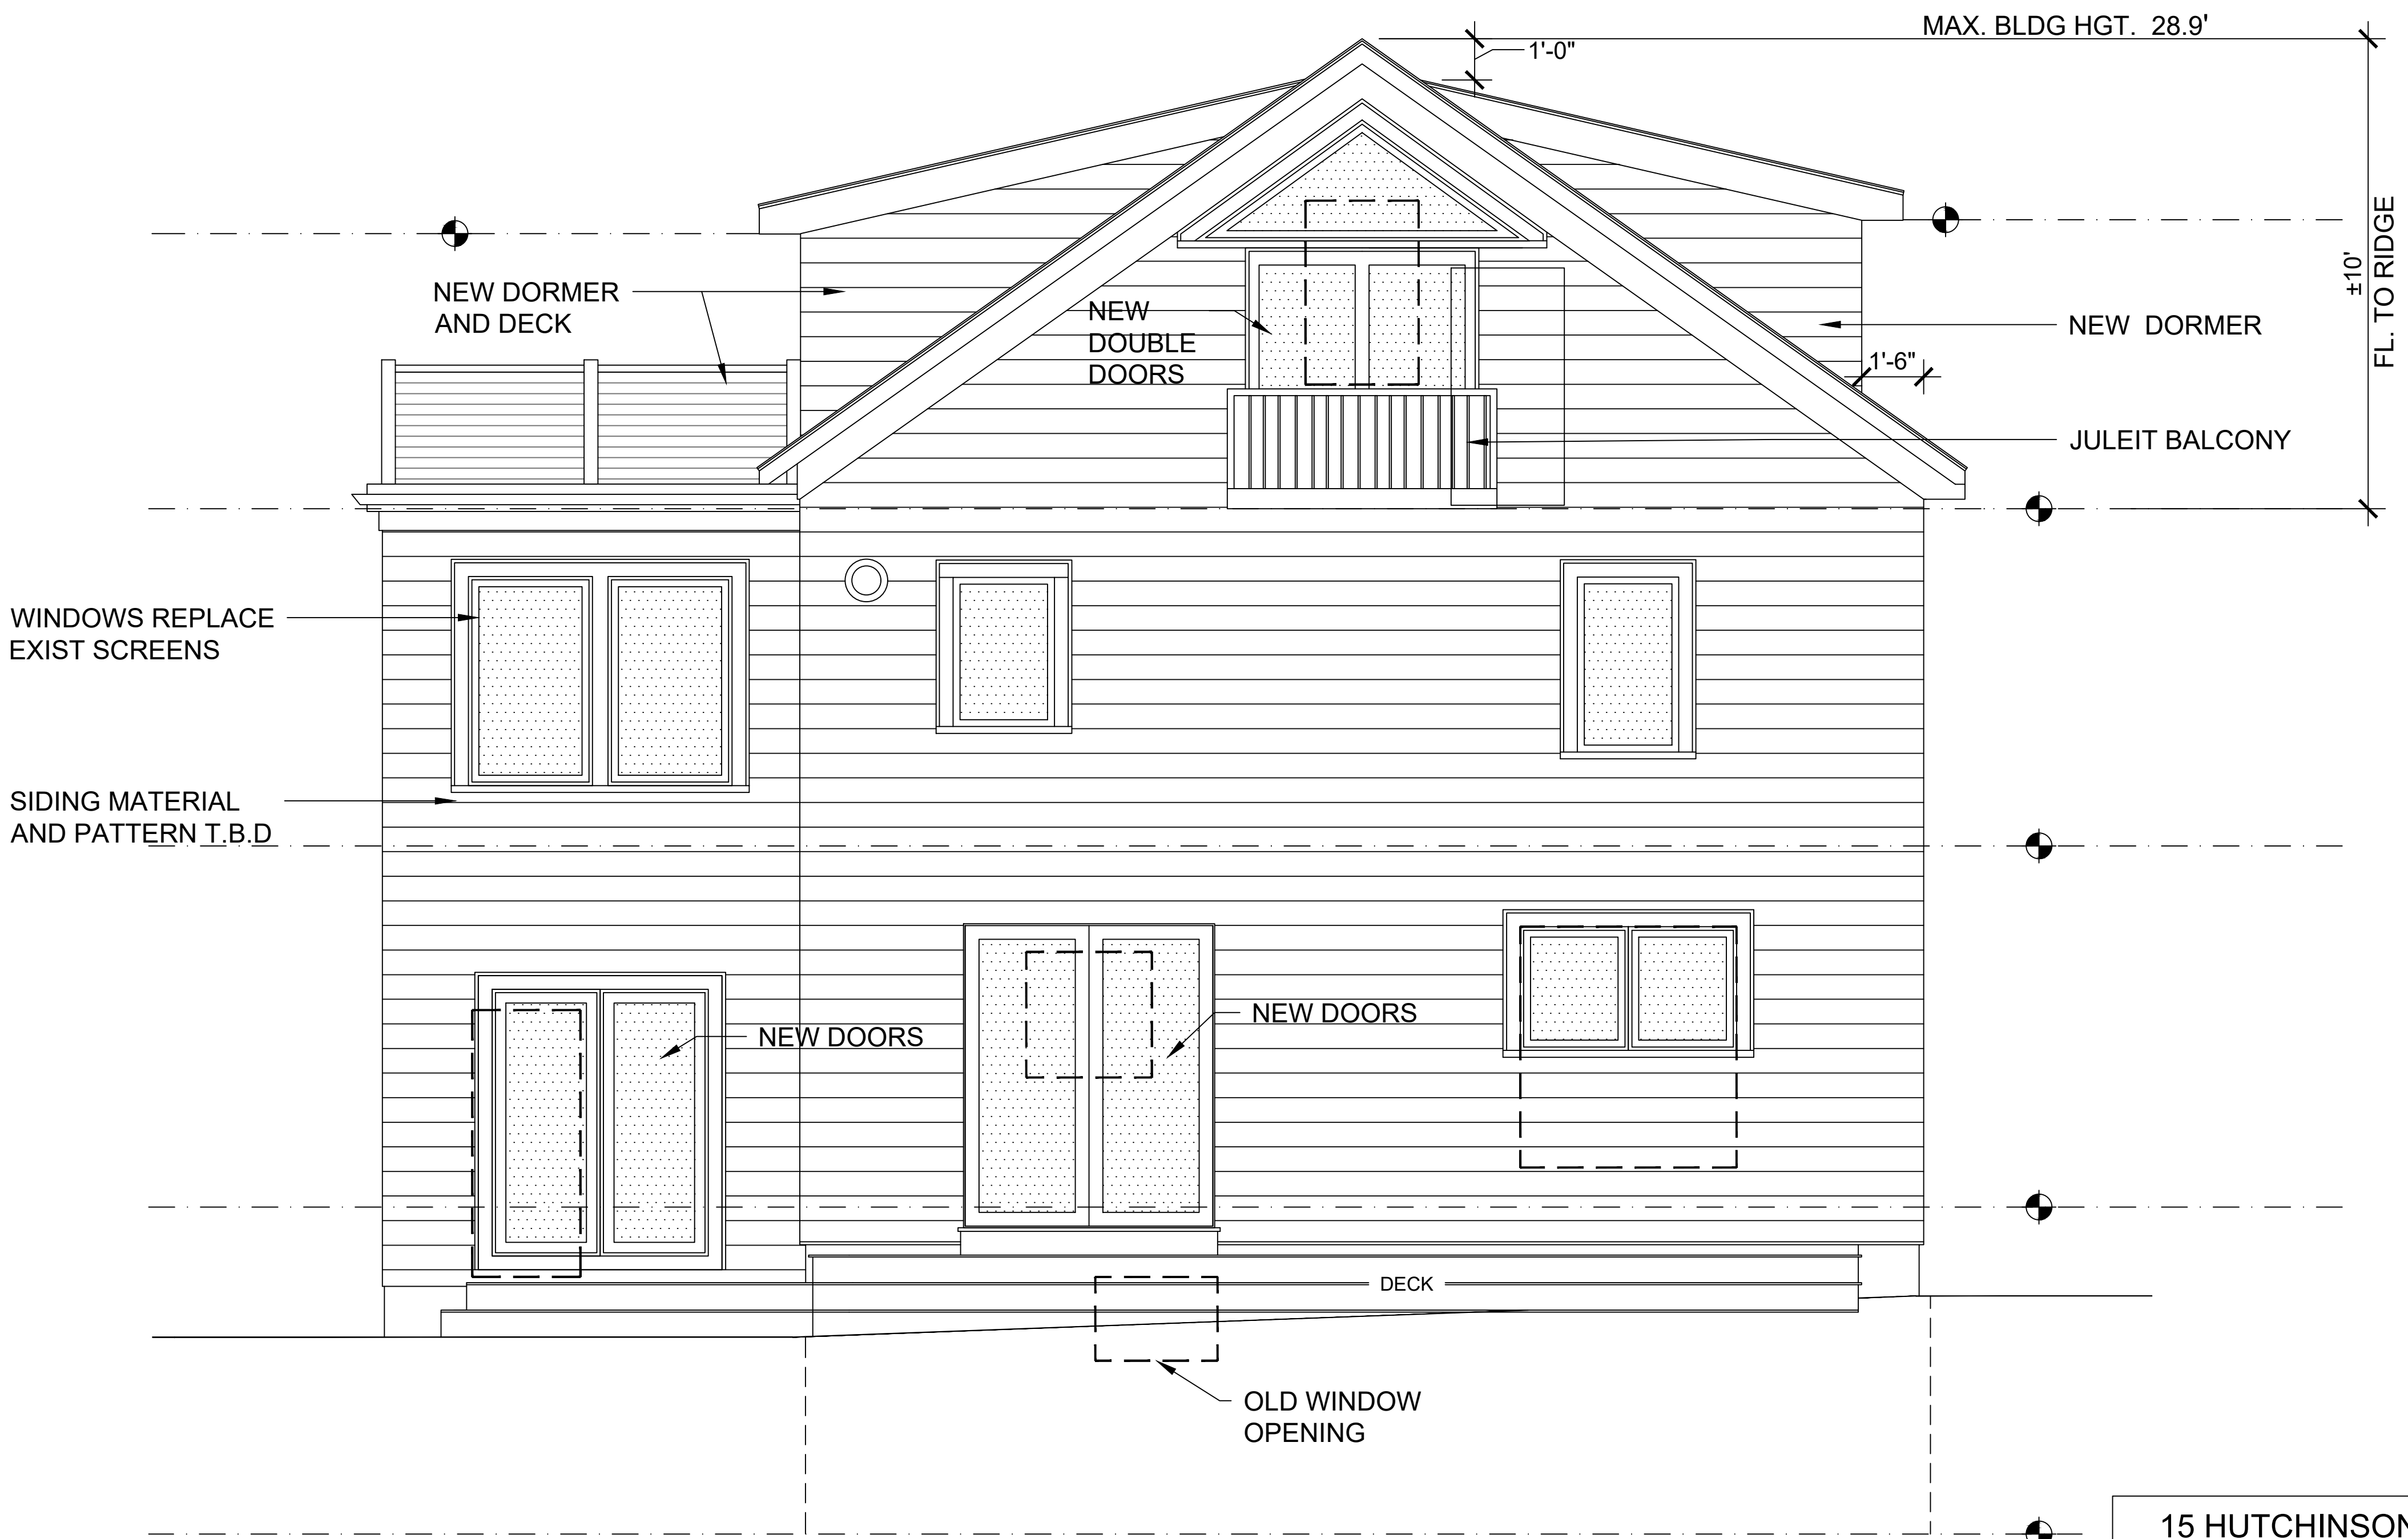 MAX. BLDG HGT. 28.9'
1'-0"
±10'
FL. TO RIDGE
NEW DORMER
AND DECK
NEW
DOUBLE
DOORS
NEW DORMER
1'-6"
JULEIT BALCONY
WINDOWS REPLACE
EXIST SCREENS
SIDING MATERIAL
AND PATTERN T.B.D
NEW DOORS
NEW DOORS
DECK
OLD WINDOW
OPENING
15 HUTCHINSON